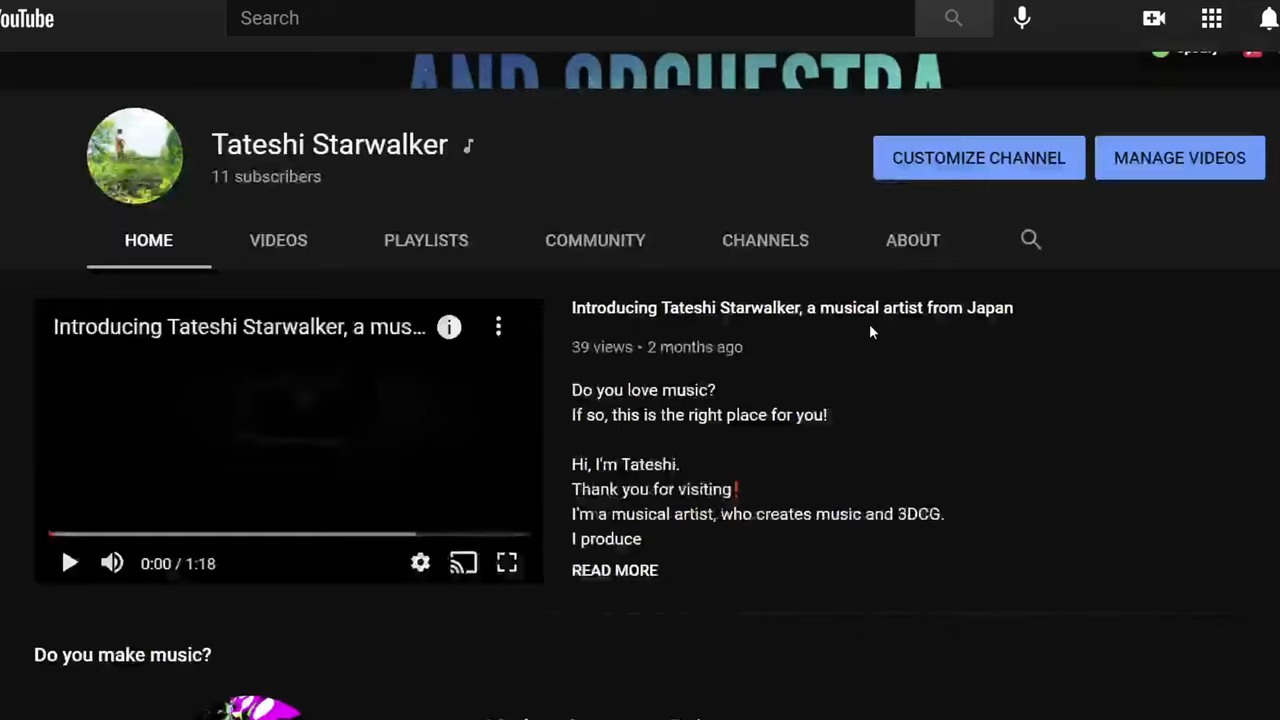 YouTube
Search
AND ORCHESTRA
Tateshi Starwalker
11 subscribers
CUSTOMIZE CHANNEL
MANAGE VIDEOS
HOME
VIDEOS
PLAYLISTS
COMMUNITY
CHANNELS
ABOUT
Introducing Tateshi Starwalker, a mus...
0:00 / 1:18
Introducing Tateshi Starwalker, a musical artist from Japan
39 views • 2 months ago
Do you love music?
If so, this is the right place for you!
Hi, I'm Tateshi.
Thank you for visiting❗
I'm a musical artist, who creates music and 3DCG.
I produce
READ MORE
Do you make music?